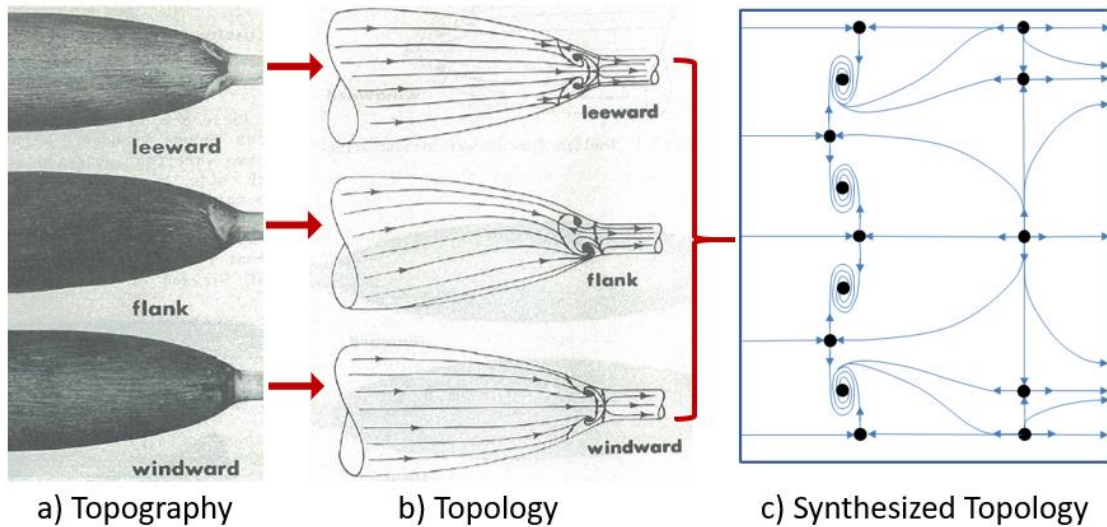 leeward
flank
windward
leeward
flank
windward
a) Topography
b) Topology
c) Synthesized Topology